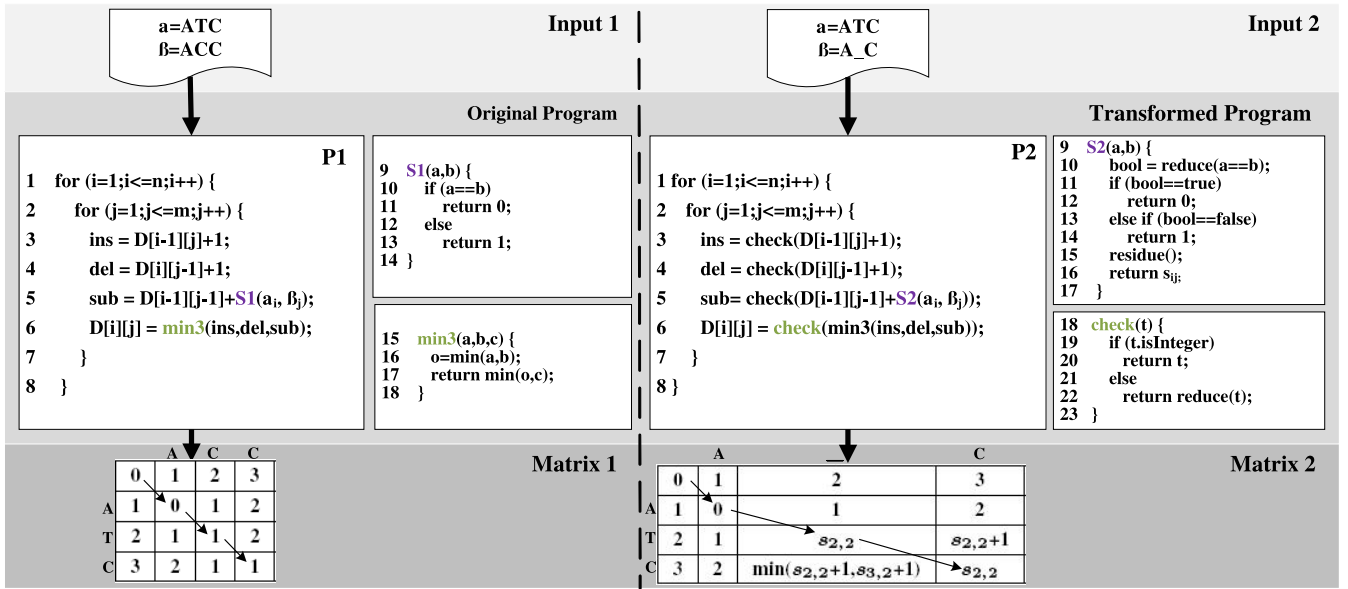 Input 1
a=ATC
ß=ACC
Original Program
P1
1 for (i=1;i<=n;i++) {
2 for (j=1;j<=m;j++) {
3 ins = D[i-1][j]+1;
4 del = D[i][j-1]+1;
5 sub = D[i-1][j-1]+S1(aᵢ, ßⱼ);
6 D[i][j] = min3(ins,del,sub);
7 }
8 }
9 S1(a,b) {
10 if (a==b)
11 return 0;
12 else
13 return 1;
14 }
15 min3(a,b,c) {
16 o=min(a,b);
17 return min(o,c);
18 }
Matrix 1
A C C
0 1 2 3
A 1 0 1 2
T 2 1 1 2
C 3 2 1 1
Input 2
a=ATC
ß=A_C
Transformed Program
P2
1 for (i=1;i<=n;i++) {
2 for (j=1;j<=m;j++) {
3 ins = check(D[i-1][j]+1);
4 del = check(D[i][j-1]+1);
5 sub= check(D[i-1][j-1]+S2(aᵢ, ßⱼ));
6 D[i][j] = check(min3(ins,del,sub));
7 }
8 }
9 S2(a,b) {
10 bool = reduce(a==b);
11 if (bool==true)
12 return 0;
13 else if (bool==false)
14 return 1;
15 residue();
16 return sᵢⱼ;
17 }
18 check(t) {
19 if (t.isInteger)
20 return t;
21 else
22 return reduce(t);
23 }
Matrix 2
A _ C
0 1 2 3
A 1 0 1 2
T 2 1 s₂,₂ s₂,₂+1
C 3 2 min(s₂,₂+1,s₃,₂+1) s₂,₂